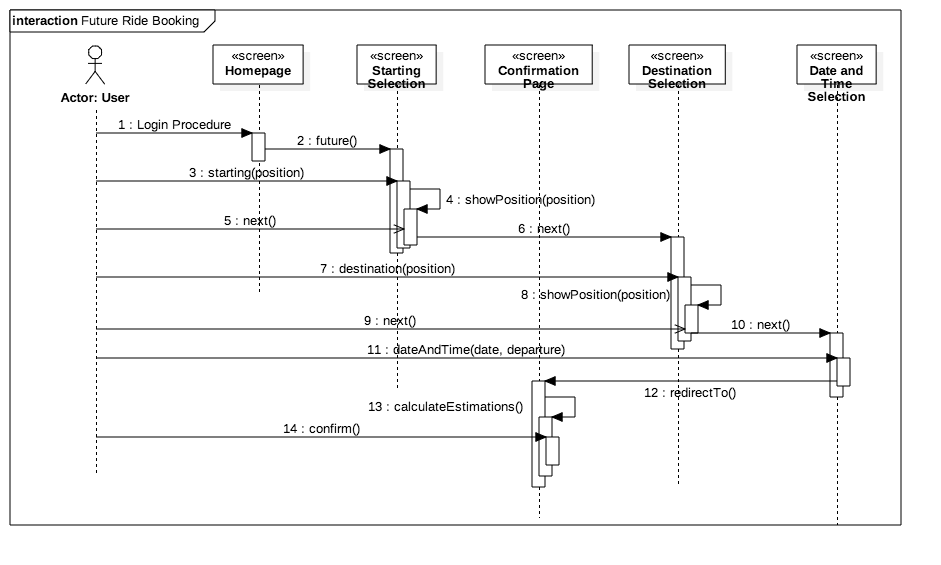 interaction Future Ride Booking
«screen»
Homepage
«screen»
Starting
Selection
«screen»
Confirmation
Page
«screen»
Destination
Selection
«screen»
Date and
Time
Selection
Actor: User
1 : Login Procedure
2 : future()
3 : starting(position)
4 : showPosition(position)
5 : next()
6 : next()
7 : destination(position)
8 : showPosition(position)
9 : next()
10 : next()
11 : dateAndTime(date, departure)
12 : redirectTo()
13 : calculateEstimations()
14 : confirm()